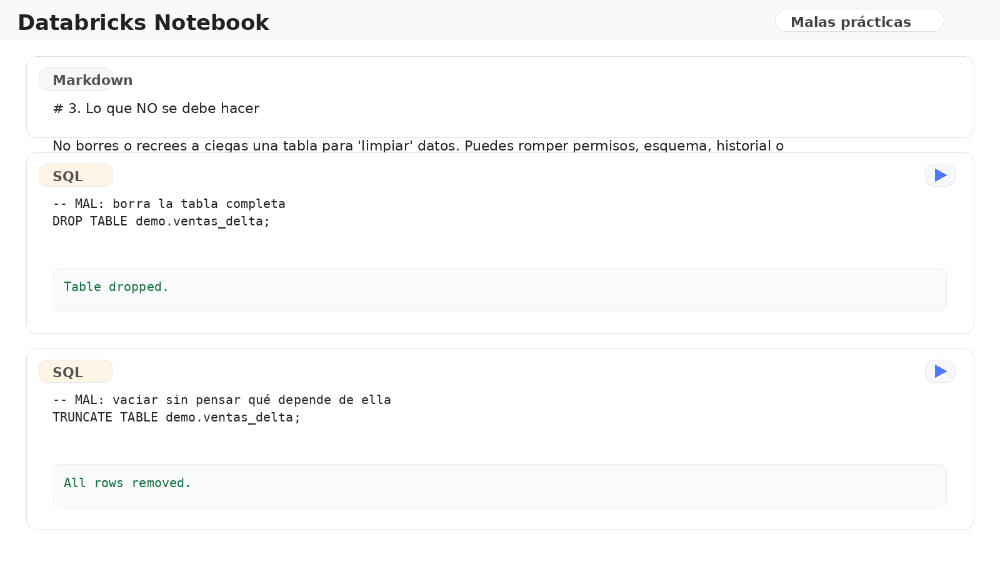 Databricks Notebook
Malas prácticas
Markdown
# 3. Lo que NO se debe hacer
No borres o recrees a ciegas una tabla para 'limpiar' datos. Puedes romper permisos, esquema, historial o
SQL
-- MAL: borra la tabla completa
DROP TABLE demo.ventas_delta;
Table dropped.
SQL
-- MAL: vaciar sin pensar qué depende de ella
TRUNCATE TABLE demo.ventas_delta;
All rows removed.